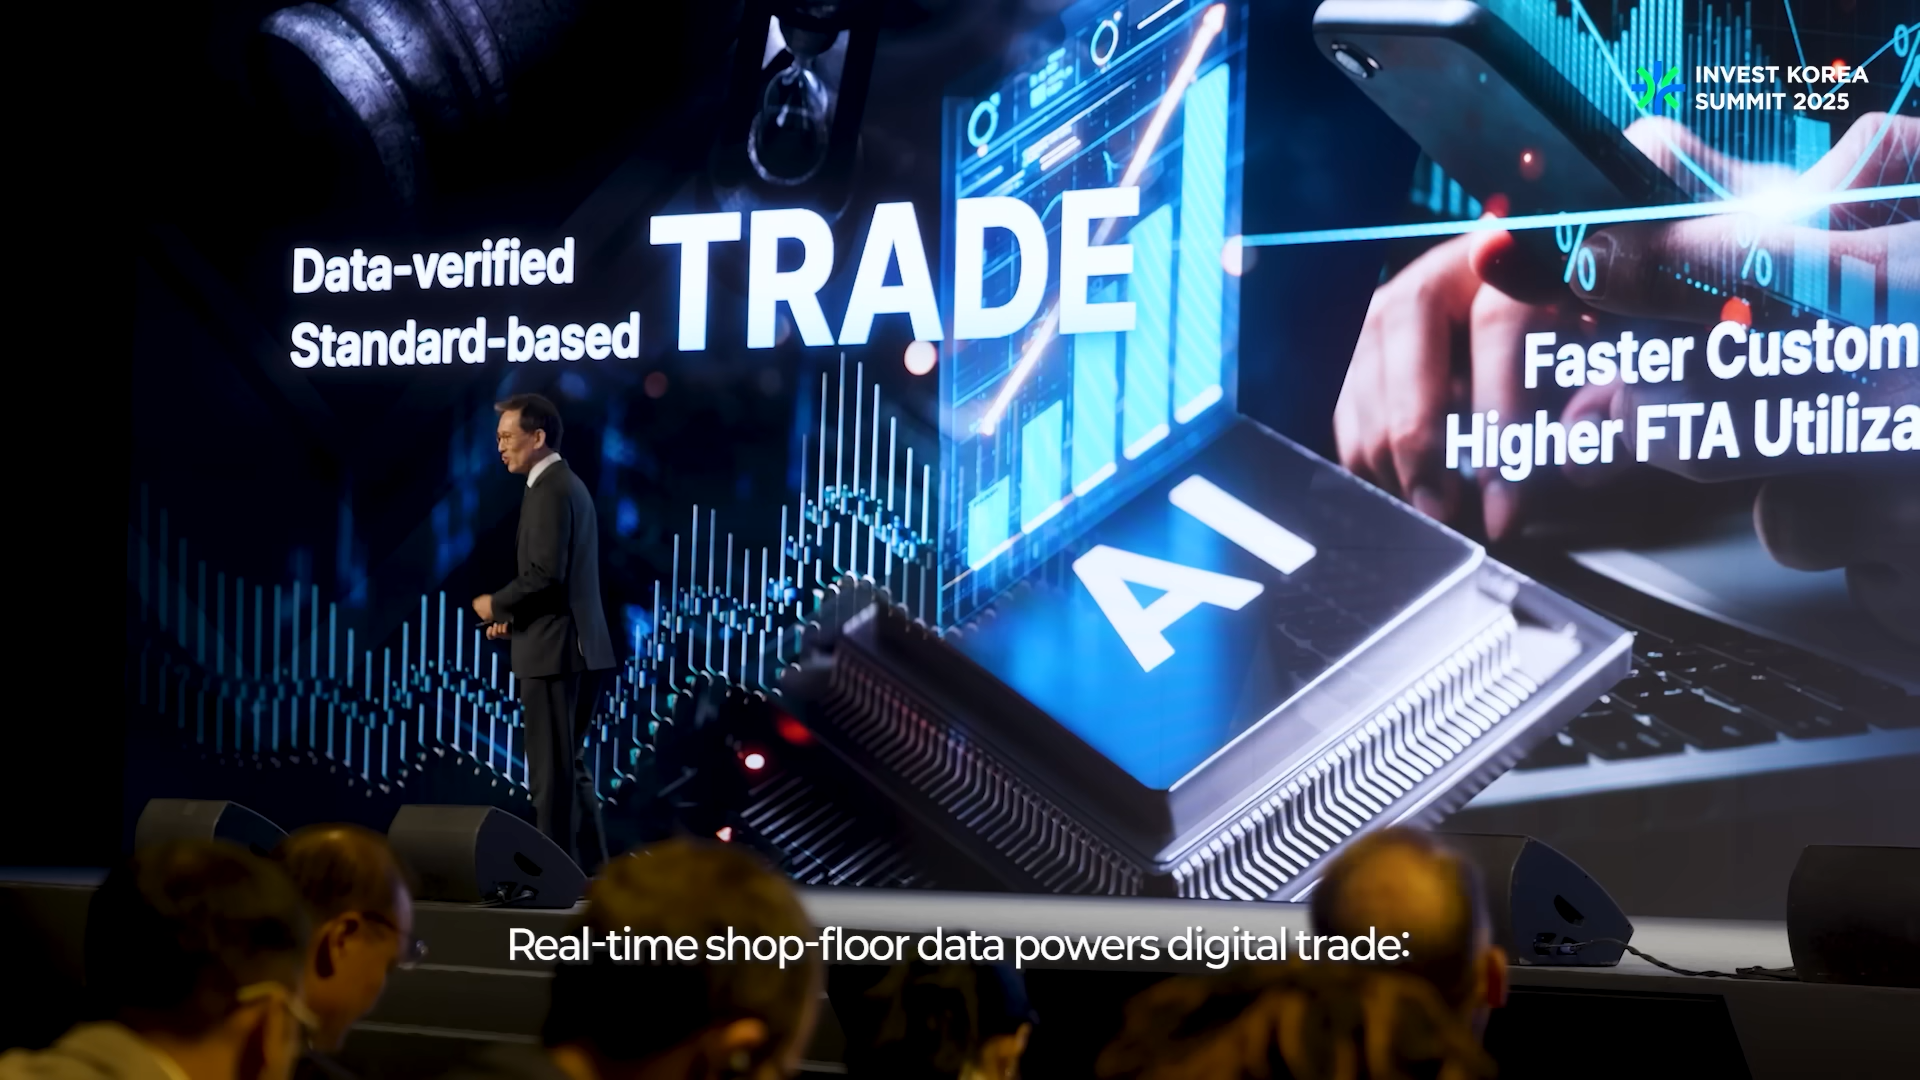 INVEST KOREA
SUMMIT 2025
Data-verified
Standard-based
TRADE
AI
Faster Custom
Higher FTA Utiliza
Real-time shop-floor data powers digital trade: